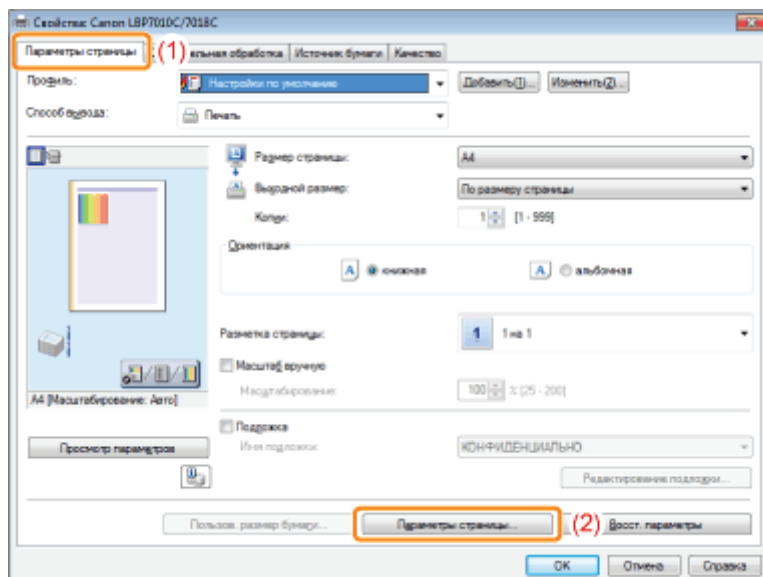 Свойства: Canon LBP7010C/7018C
Параметры страницы (1) льная обработка Источник бумаги Качество
Профиль: Настройки по умолчанию Добавить(1)... Изменить(2)...
Способ вывода: Печать
Размер страницы: A4
Выходной размер: По размеру страницы
Копии: 1 [1 - 999]
Ориентация
A книжная A альбомная
Разметка страницы: 1 1 на 1
Масштаб вручную
Масштабирование: 100 % [25 - 200]
A4 [Масштабирование: Авто]
Подложка
Просмотр параметров Имя подложки: КОНФИДЕНЦИАЛЬНО
Редактирование подложки...
Пользов. размер бумаги... Параметры страницы... (2) Восст. параметры
OK Отмена Справка